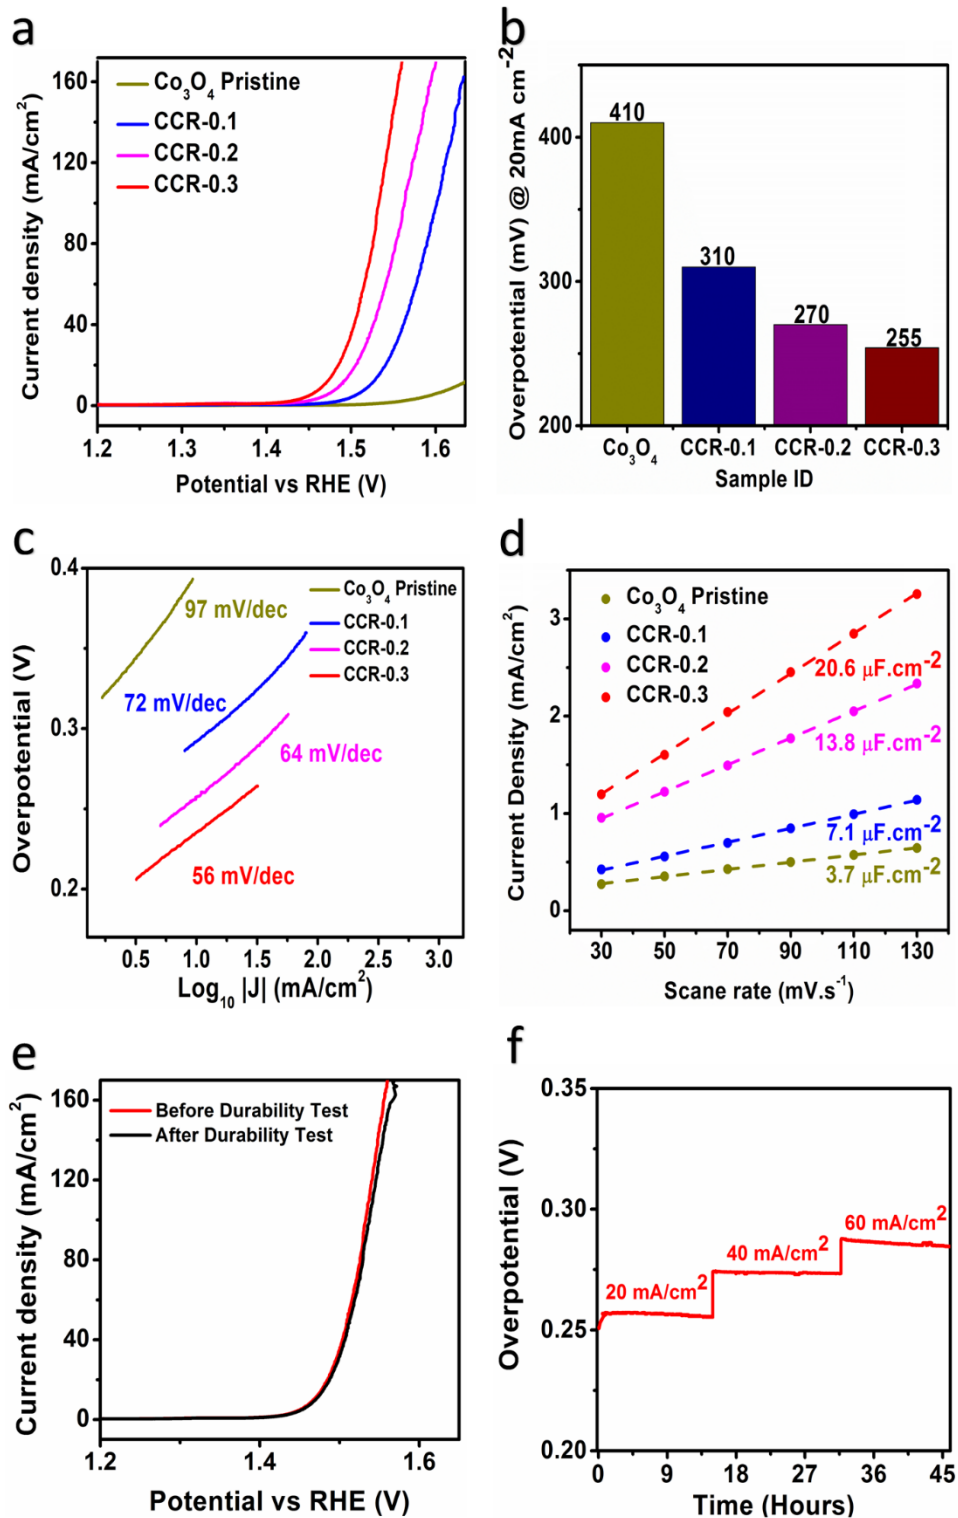 a
Current density (mA/cm²)
160
120
80
40
0
Co₃O₄ Pristine
CCR-0.1
CCR-0.2
CCR-0.3
1.2 1.3 1.4 1.5 1.6
Potential vs RHE (V)
b
Overpotential (mV) @ 20mA cm-2
400
300
200
410
310
270
255
Co₃O₄ CCR-0.1 CCR-0.2 CCR-0.3
Sample ID
c
Overpotential (V)
0.4
0.3
0.2
97 mV/dec
72 mV/dec
64 mV/dec
56 mV/dec
Co₃O₄ Pristine
CCR-0.1
CCR-0.2
CCR-0.3
0.5 1.0 1.5 2.0 2.5 3.0
Log₁₀ |J| (mA/cm²)
d
Current Density (mA/cm²)
3
2
1
0
Co₃O₄ Pristine
CCR-0.1
CCR-0.2
CCR-0.3
20.6 µF.cm-2
13.8 µF.cm-2
7.1 µF.cm-2
3.7 µF.cm-2
30 50 70 90 110 130
Scane rate (mV.s⁻¹)
e
Current density (mA/cm²)
160
120
80
40
0
Before Durability Test
After Durability Test
1.2 1.4 1.5 1.6
Potential vs RHE (V)
f
Overpotential (V)
0.35
0.30
0.25
0.20
20 mA/cm²
40 mA/cm²
60 mA/cm²
0 9 18 27 36 45
Time (Hours)